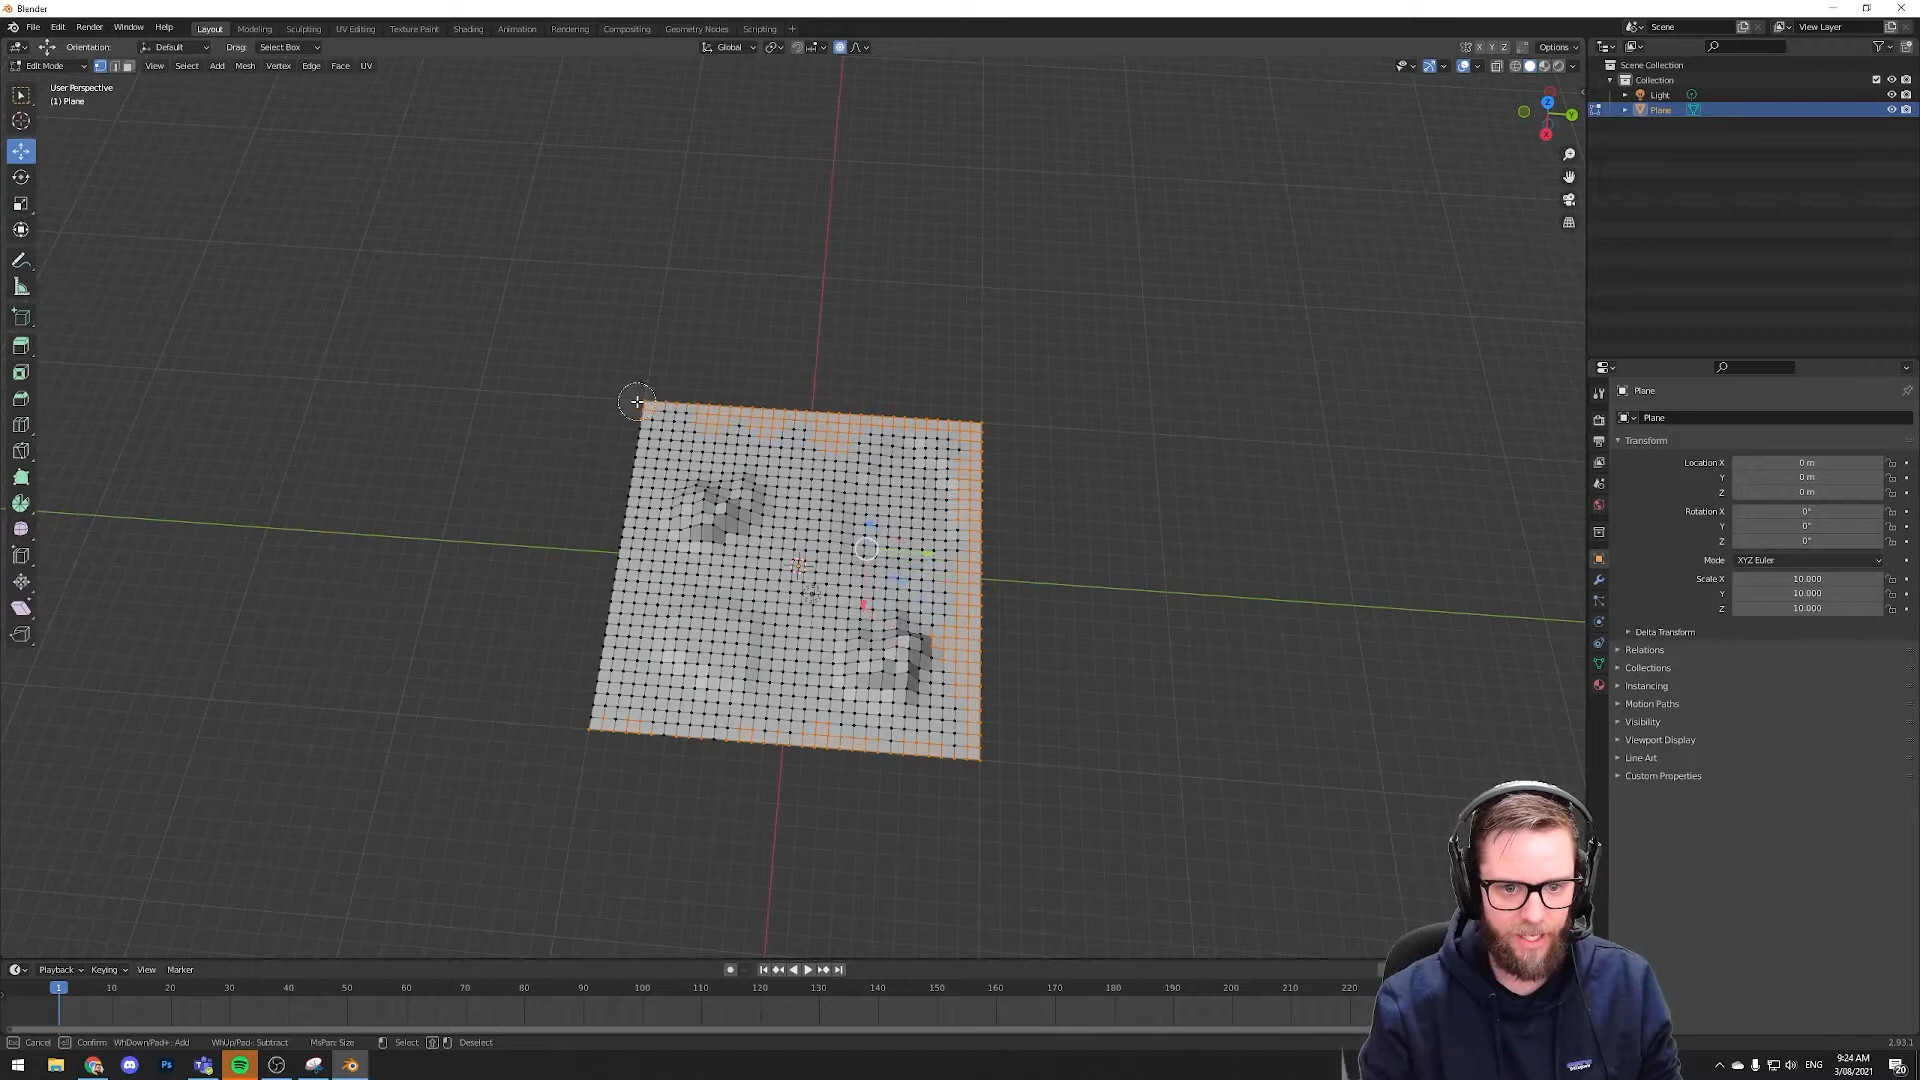 Blender
File Edit Render Window Help Layout Modeling Sculpting UV Editing Texture Paint Shading Animation Rendering Compositing Geometry Nodes Scripting +
Scene View Layer
Orientation: Default Drag: Select Box Global X Y Z Options
Edit Mode View Select Add Mesh Vertex Edge Face UV
User Perspective
(1) Plane
Z
Y
X
Scene Collection
Collection
Light
Plane
Plane
Plane
Transform
Location X 0 m
Y 0 m
Z 0 m
Rotation X 0°
Y 0°
Z 0°
Mode XYZ Euler
Scale X 10.000
Y 10.000
Z 10.000
Delta Transform
Relations
Collections
Instancing
Motion Paths
Visibility
Viewport Display
Line Art
Custom Properties
Playback Keying View Marker
1 10 20 30 40 50 60 70 80 90 100 110 120 130 140 150 160 170 180 190 200 210 220
Esc Cancel Confirm WhDown/Pad+: Add WhUp/Pad-: Subtract MsPan: Size Select Deselect
2.93.1
Ps
ENG
9:24 AM
3/08/2021
20